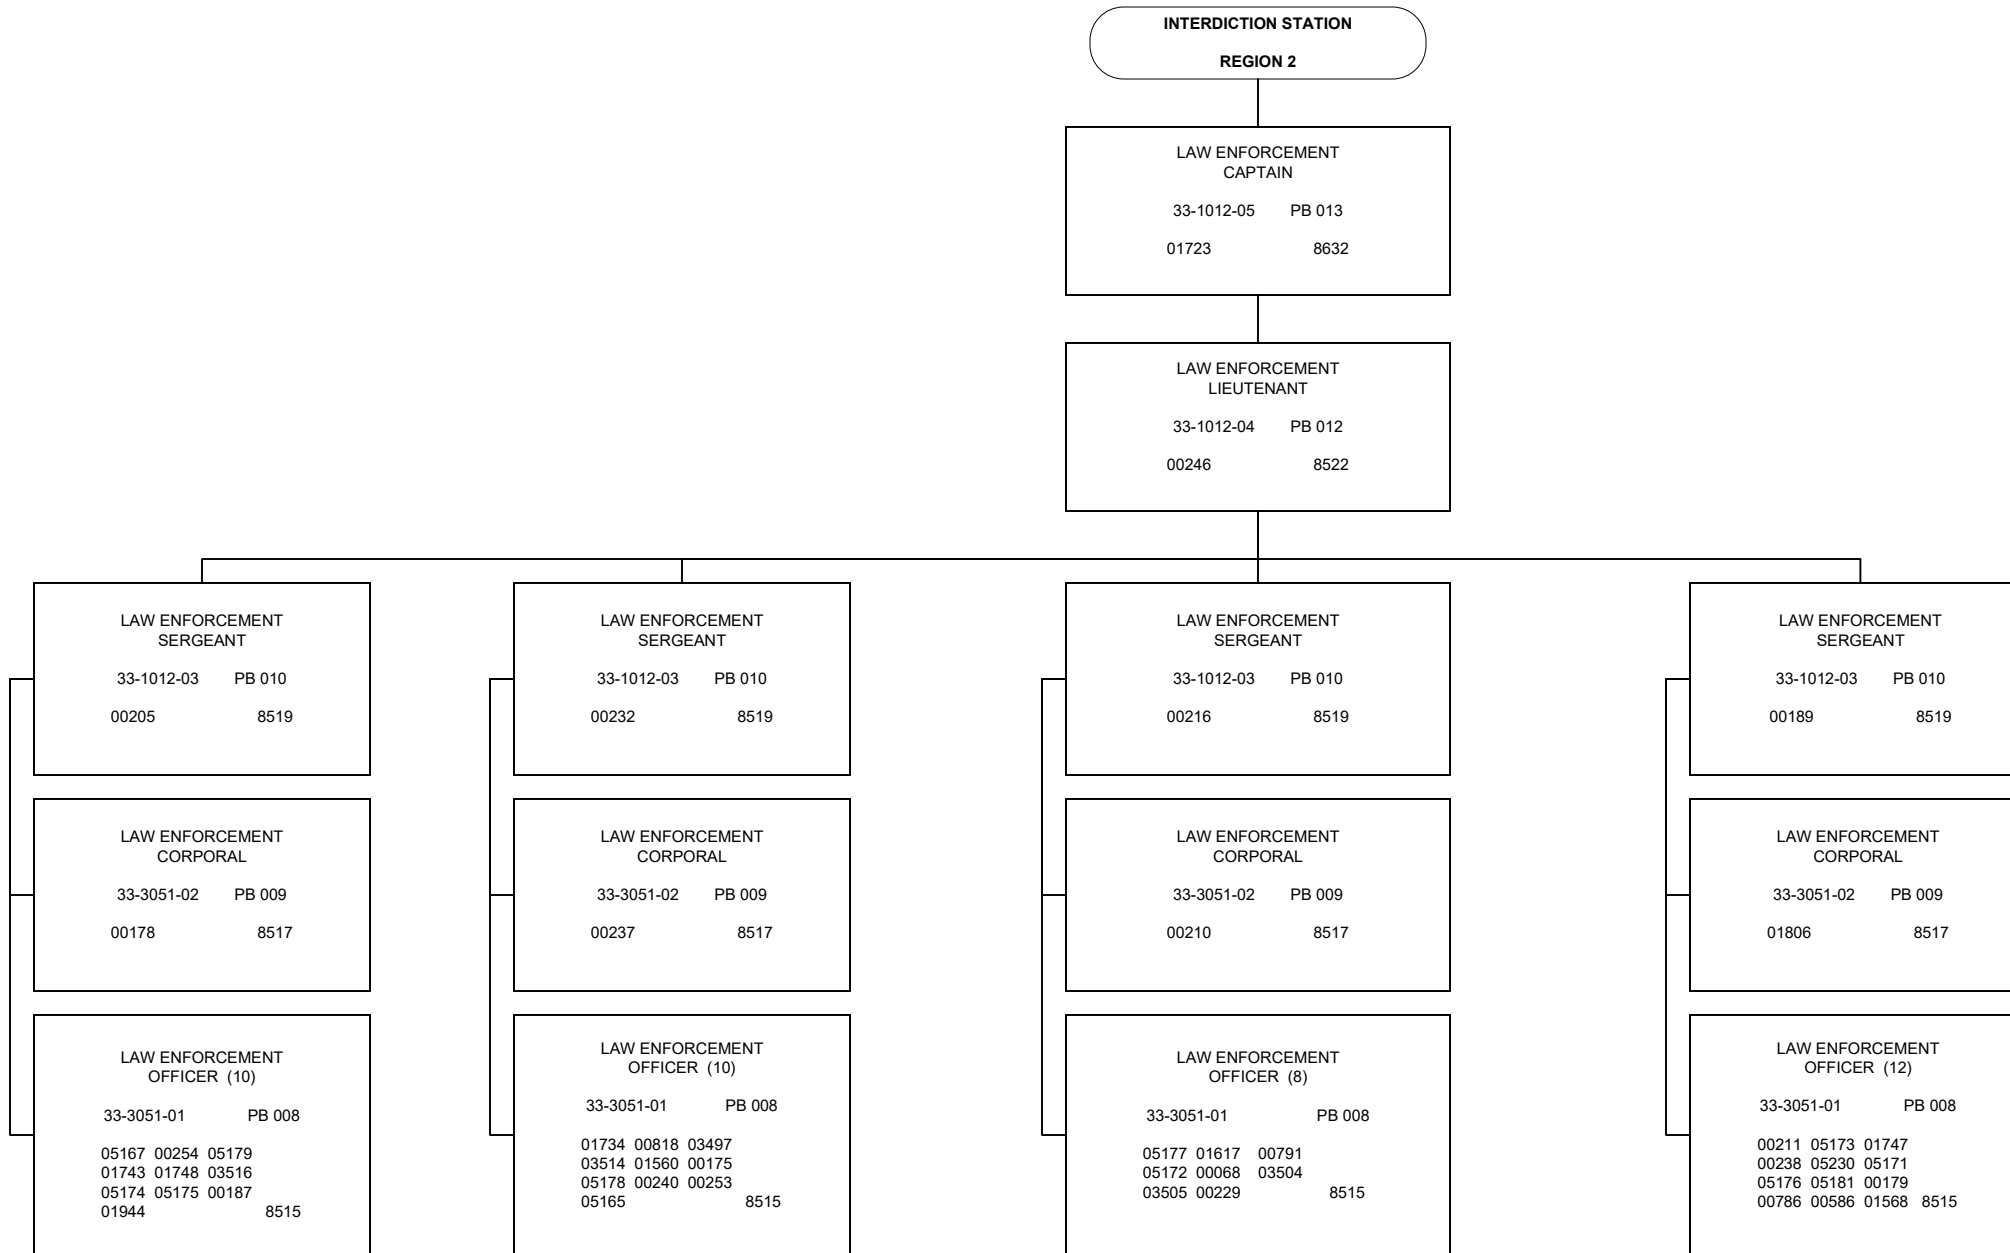 INTERDICTION STATION
REGION 2
LAW ENFORCEMENT
CAPTAIN
33-1012-05 PB 013
01723 8632
LAW ENFORCEMENT
LIEUTENANT
33-1012-04 PB 012
00246 8522
LAW ENFORCEMENT
SERGEANT
33-1012-03 PB 010
00205 8519
LAW ENFORCEMENT
CORPORAL
33-3051-02 PB 009
00178 8517
LAW ENFORCEMENT
OFFICER (10)
33-3051-01 PB 008
05167 00254 05179
01743 01748 03516
05174 05175 00187
01944 8515
LAW ENFORCEMENT
SERGEANT
33-1012-03 PB 010
00232 8519
LAW ENFORCEMENT
CORPORAL
33-3051-02 PB 009
00237 8517
LAW ENFORCEMENT
OFFICER (10)
33-3051-01 PB 008
01734 00818 03497
03514 01560 00175
05178 00240 00253
05165 8515
LAW ENFORCEMENT
SERGEANT
33-1012-03 PB 010
00216 8519
LAW ENFORCEMENT
CORPORAL
33-3051-02 PB 009
00210 8517
LAW ENFORCEMENT
OFFICER (8)
33-3051-01 PB 008
05177 01617 00791
05172 00068 03504
03505 00229 8515
LAW ENFORCEMENT
SERGEANT
33-1012-03 PB 010
00189 8519
LAW ENFORCEMENT
CORPORAL
33-3051-02 PB 009
01806 8517
LAW ENFORCEMENT
OFFICER (12)
33-3051-01 PB 008
00211 05173 01747
00238 05230 05171
05176 05181 00179
00786 00586 01568 8515